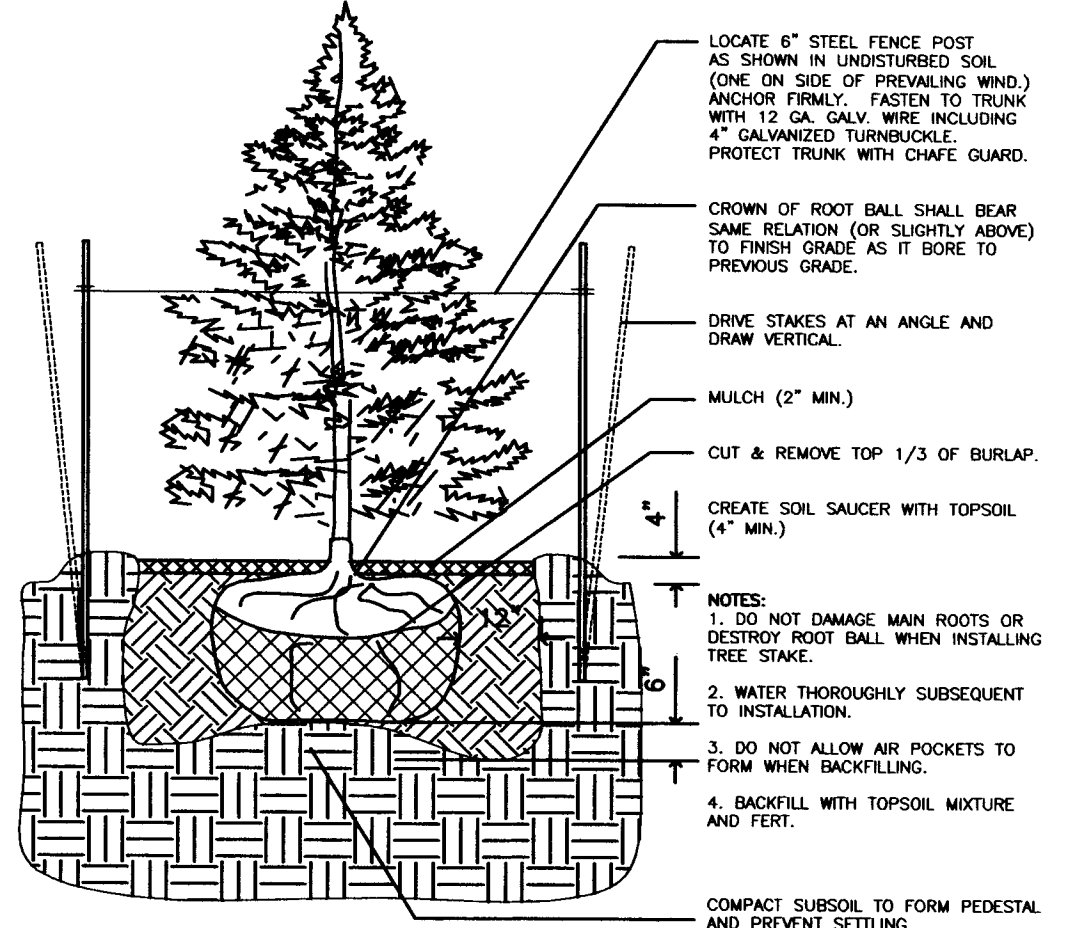 LOCATE 6" STEEL FENCE POST
AS SHOWN IN UNDISTURBED SOIL
(ONE ON SIDE OF PREVAILING WIND.)
ANCHOR FIRMLY. FASTEN TO TRUNK
WITH 12 GA. GALV. WIRE INCLUDING
4" GALVANIZED TURNBUCKLE.
PROTECT TRUNK WITH CHAFE GUARD.
CROWN OF ROOT BALL SHALL BEAR
SAME RELATION (OR SLIGHTLY ABOVE)
TO FINISH GRADE AS IT BORE TO
PREVIOUS GRADE.
DRIVE STAKES AT AN ANGLE AND
DRAW VERTICAL.
MULCH (2" MIN.)
CUT & REMOVE TOP 1/3 OF BURLAP.
4"
CREATE SOIL SAUCER WITH TOPSOIL
(4" MIN.)
12"
6"
NOTES:
1. DO NOT DAMAGE MAIN ROOTS OR
DESTROY ROOT BALL WHEN INSTALLING
TREE STAKE.
2. WATER THOROUGHLY SUBSEQUENT
TO INSTALLATION.
3. DO NOT ALLOW AIR POCKETS TO
FORM WHEN BACKFILLING.
4. BACKFILL WITH TOPSOIL MIXTURE
AND FERT.
COMPACT SUBSOIL TO FORM PEDESTAL
AND PREVENT SETTLING